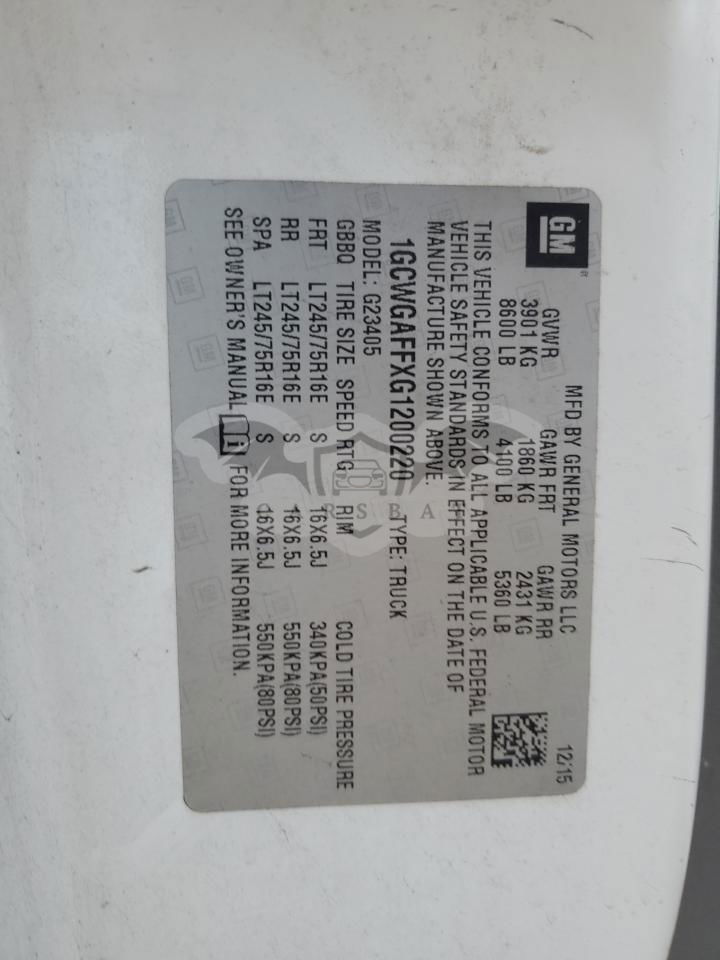 GM
MFD BY GENERAL MOTORS LLC
12/15
GVWR GAWR FRT GAWR RR
3901 KG 1860 KG 2431 KG
8600 LB 4100 LB 5360 LB
THIS VEHICLE CONFORMS TO ALL APPLICABLE U.S. FEDERAL MOTOR
VEHICLE SAFETY STANDARDS IN EFFECT ON THE DATE OF
MANUFACTURE SHOWN ABOVE.
1GCWGAFFXG1200220 TYPE: TRUCK
MODEL: G23405
GBBQ TIRE SIZE SPEED RTG RIM COLD TIRE PRESSURE
FRT LT245/75R16E S 16X6.5J 340KPA(50PSI)
RR LT245/75R16E S 16X6.5J 550KPA(80PSI)
SPA LT245/75R16E S 16X6.5J 550KPA(80PSI)
SEE OWNER'S MANUAL i FOR MORE INFORMATION.
RSBA